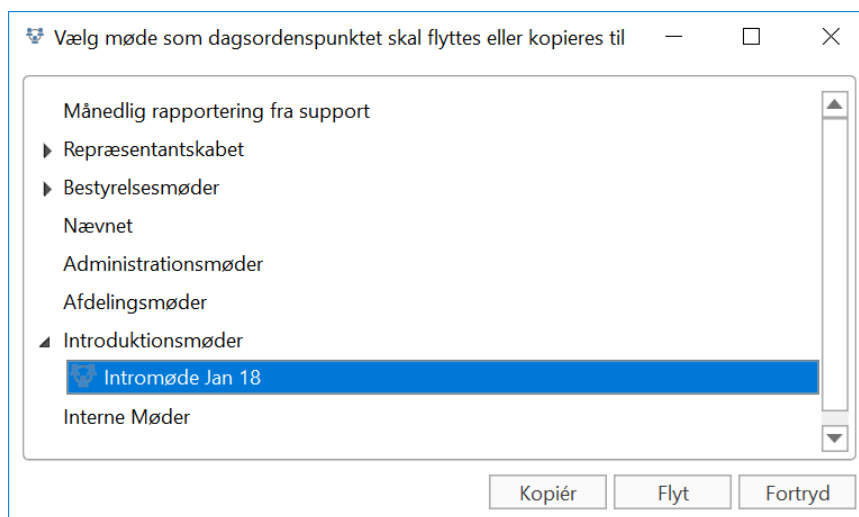 Vælg møde som dagsordenspunktet skal flyttes eller kopieres til
Månedlig rapportering fra support
Repræsentantskabet
Bestyrelsesmøder
Nævnet
Administrationsmøder
Afdelingsmøder
Introduktionsmøder
Intromøde Jan 18
Interne Møder
Kopiér Flyt Fortryd